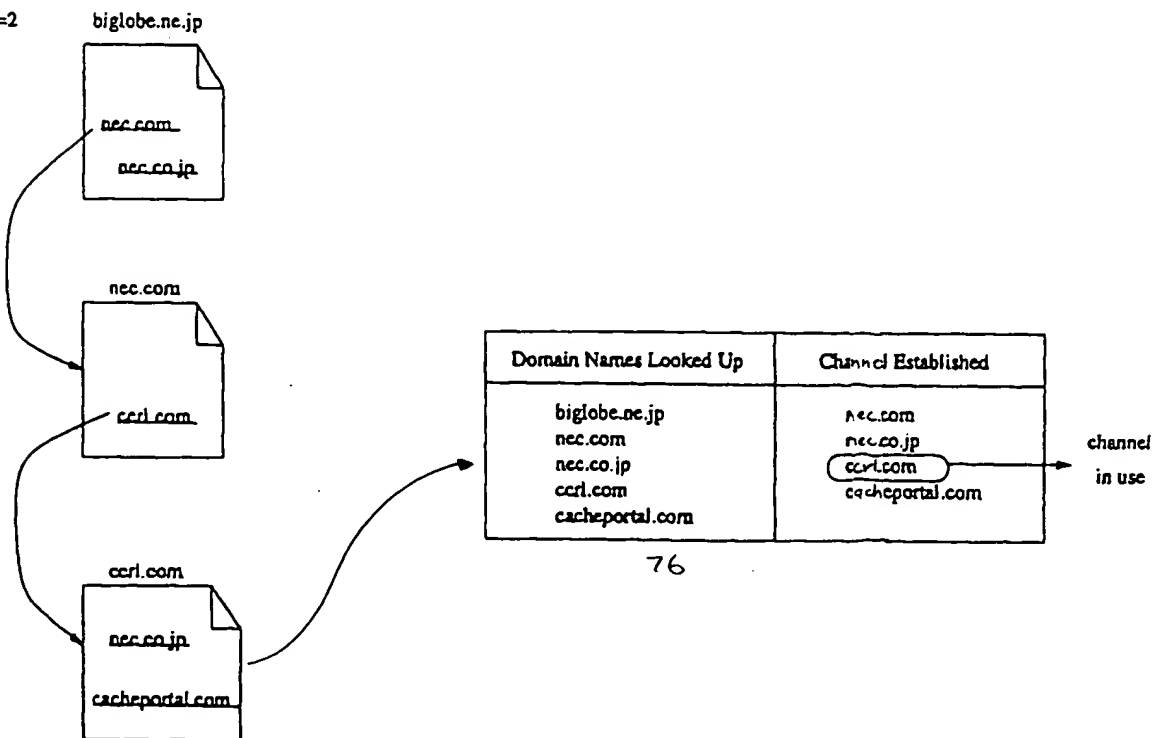 =2
biglobe.ne.jp
nec.com
nec.co.jp
nec.com
ccrl.com
ccrl.com
nec.co.jp
cacheportal.com
Domain Names Looked Up
Channel Established
biglobe.ne.jp
nec.com
nec.com
nec.co.jp
nec.co.jp
ccrl.com
ccrl.com
cacheportal.com
cacheportal.com
channel
in use
76